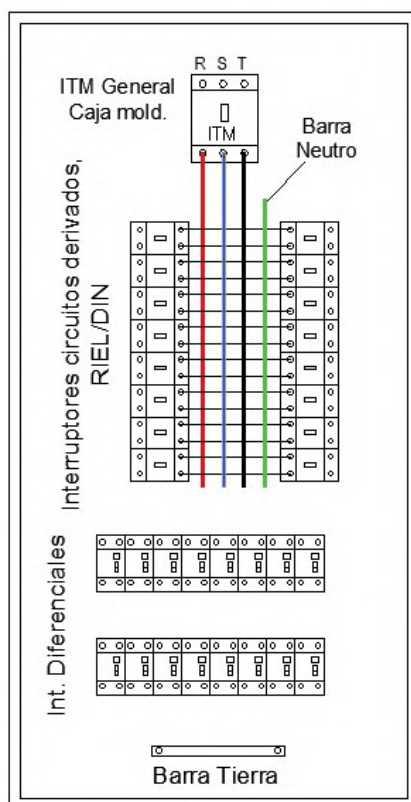 R S T
ITM General
Caja mold.
ITM
Barra
Neutro
Interruptores circuitos derivados,
RIEL/DIN
Int. Diferenciales
Barra Tierra